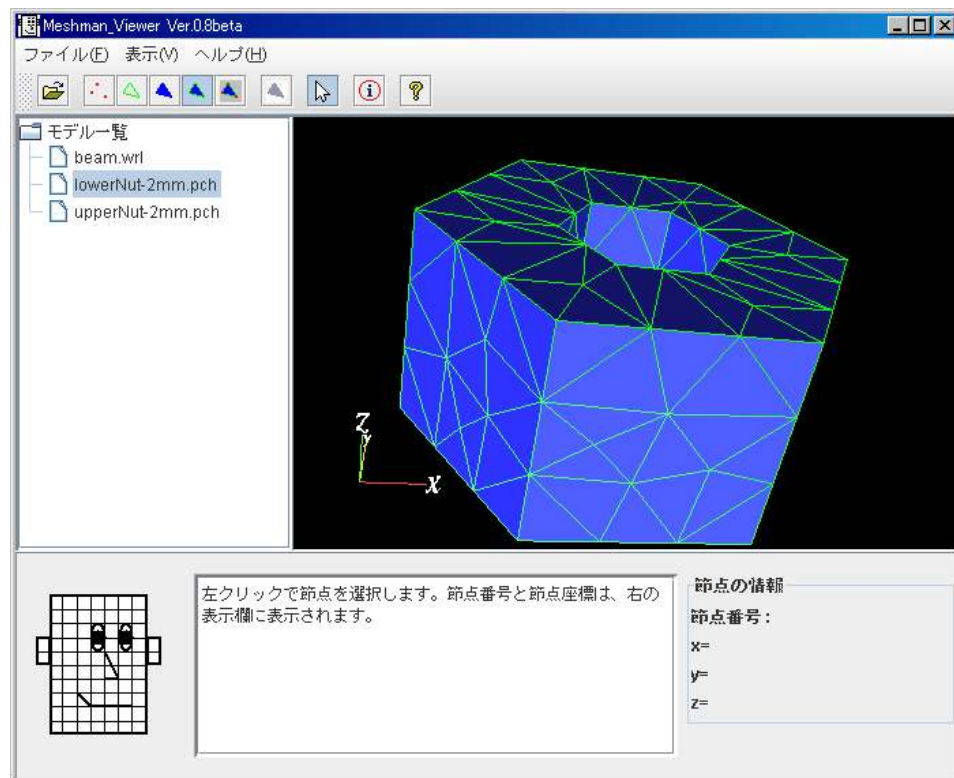 Meshman_Viewer Ver.0.8beta
ファイル(F) 表示(V) ヘルプ(H)
モデル一覧
beam.wrl
lowerNut-2mm.pch
upperNut-2mm.pch
Z
Y
X
左クリックで節点を選択します。節点番号と節点座標は、右の
表示欄に表示されます。
節点の情報
節点番号:
x=
y=
z=